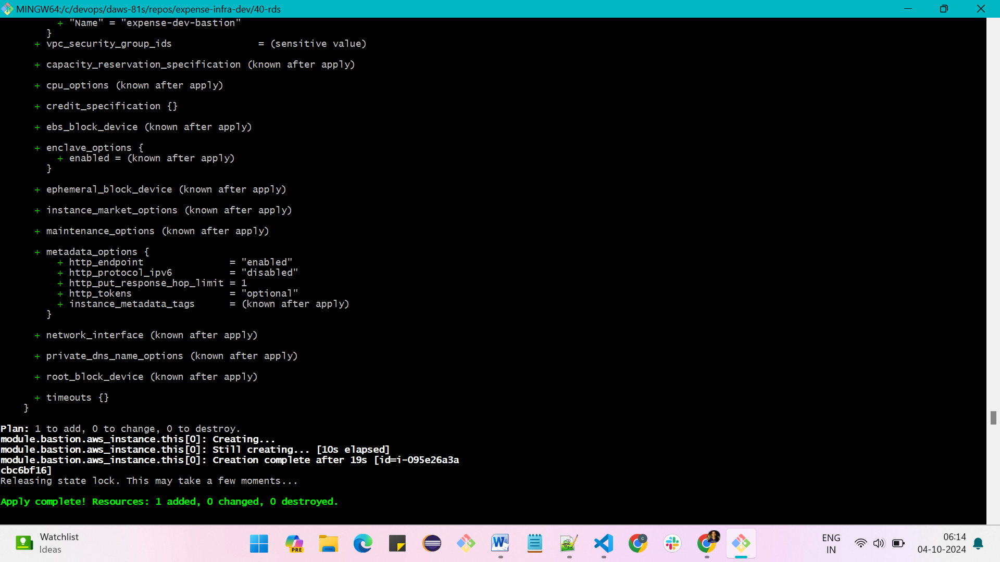 MINGW64:/c/devops/daws-81s/repos/expense-infra-dev/40-rds
+ "Name" = "expense-dev-bastion"
}
+ vpc_security_group_ids = (sensitive value)
+ capacity_reservation_specification (known after apply)
+ cpu_options (known after apply)
+ credit_specification {}
+ ebs_block_device (known after apply)
+ enclave_options {
+ enabled = (known after apply)
}
+ ephemeral_block_device (known after apply)
+ instance_market_options (known after apply)
+ maintenance_options (known after apply)
+ metadata_options {
+ http_endpoint = "enabled"
+ http_protocol_ipv6 = "disabled"
+ http_put_response_hop_limit = 1
+ http_tokens = "optional"
+ instance_metadata_tags = (known after apply)
}
+ network_interface (known after apply)
+ private_dns_name_options (known after apply)
+ root_block_device (known after apply)
+ timeouts {}
}
Plan: 1 to add, 0 to change, 0 to destroy.
module.bastion.aws_instance.this[0]: Creating...
module.bastion.aws_instance.this[0]: Still creating... [10s elapsed]
module.bastion.aws_instance.this[0]: Creation complete after 19s [id=i-095e26a3a
cbc6bf16]
Releasing state lock. This may take a few moments...
Apply complete! Resources: 1 added, 0 changed, 0 destroyed.
Watchlist
Ideas
PRE
W
C
ENG
IN
06:14
04-10-2024